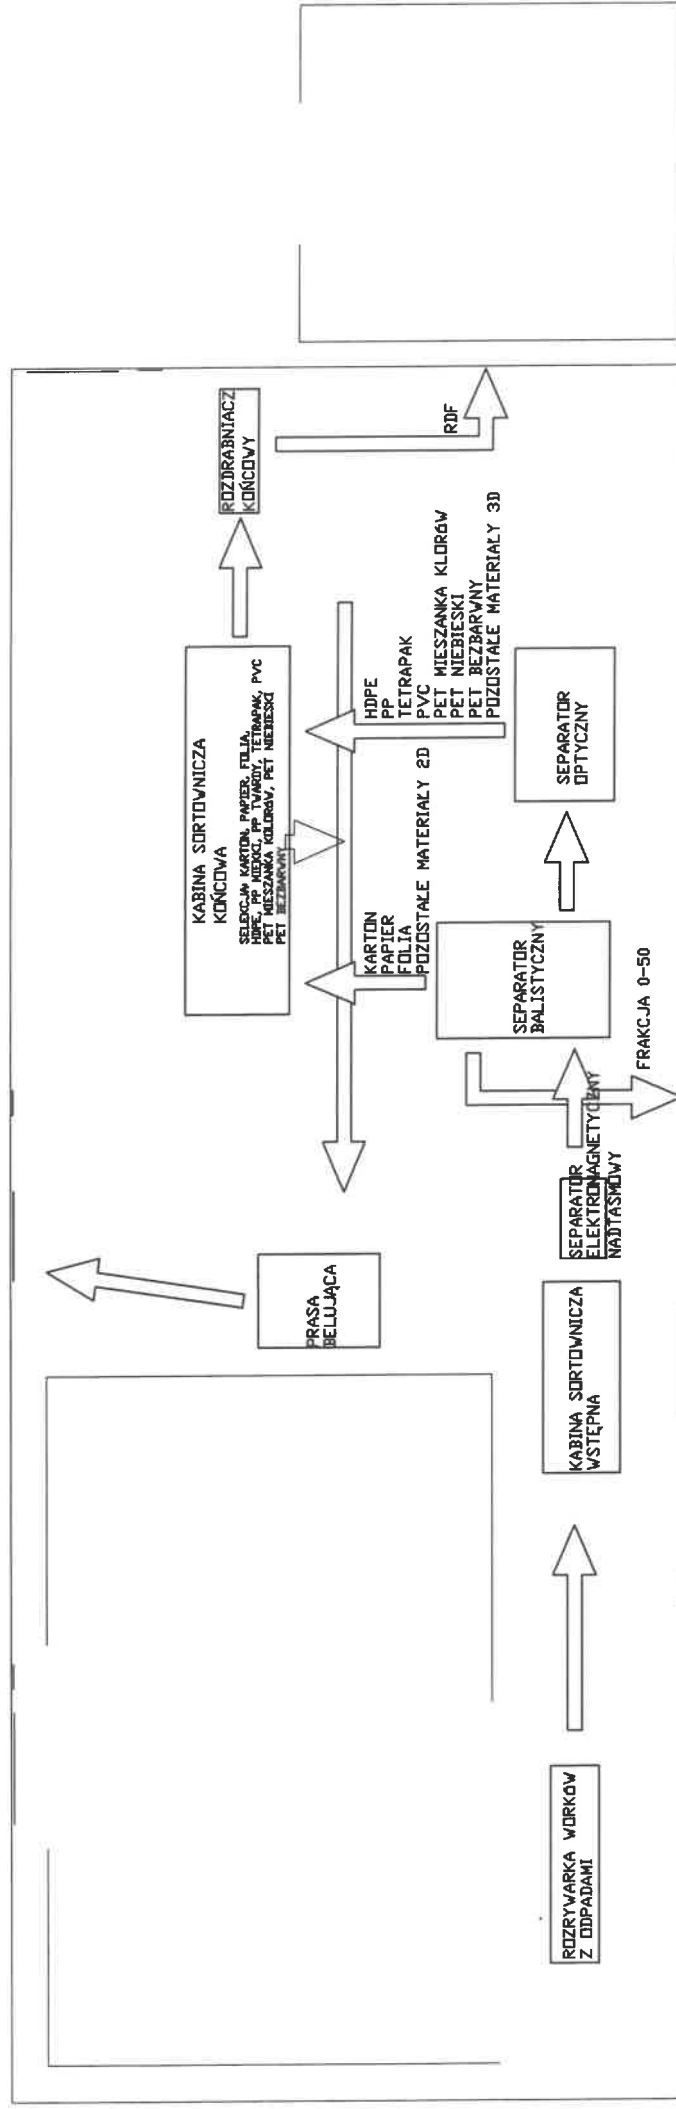 ROZRYWARKA WORKÓW
Z ODPADAMI
KABINA SORTOWNICZA
WSTĘPNA
SEPARATOR
ELEKTROMAGNETYCZNY
NADTAŚMOWY
FRAKCJA 0-50
SEPARATOR
BALISTYCZNY
SEPARATOR
OPTYCZNY
KARTON
PAPIER
FOLIA
POZOSTAŁE MATERIAŁY 2D
HDPE
PP
TETRAPAK
PVC
PET MIESZANKA KLORÓW
PET NIEBIESKI
PET BEZBARWNY
POZOSTAŁE MATERIAŁY 3D
KABINA SORTOWNICZA
KOŃCOWA
SELEKCJA: KARTON, PAPIER, FOLIA,
HDPE, PP MIĘKKI, PP TWARDY, TETRAPAK, PVC
PET MIESZANKA KOLORÓW, PET NIEBIESKI
PET BEZBARWNY
ROZDRABNIACZ
KOŃCOWY
RDF
PRASA
BELUJĄCA